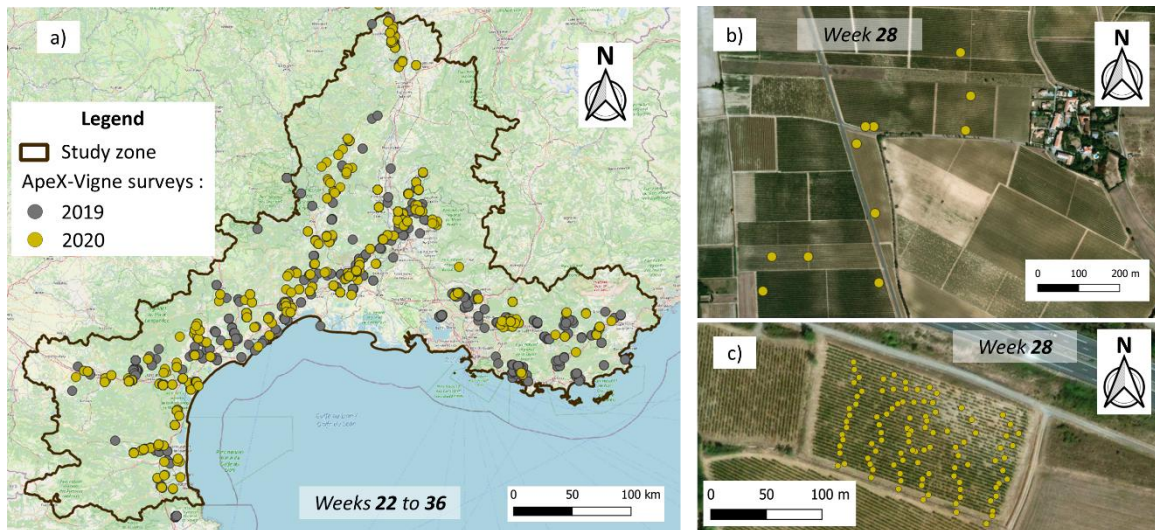 a)
N
Legend
Study zone
ApeX-Vigne surveys :
2019
2020
Weeks 22 to 36
0 50 100 km
b)
Week 28
N
0 100 200 m
c)
Week 28
N
0 50 100 m